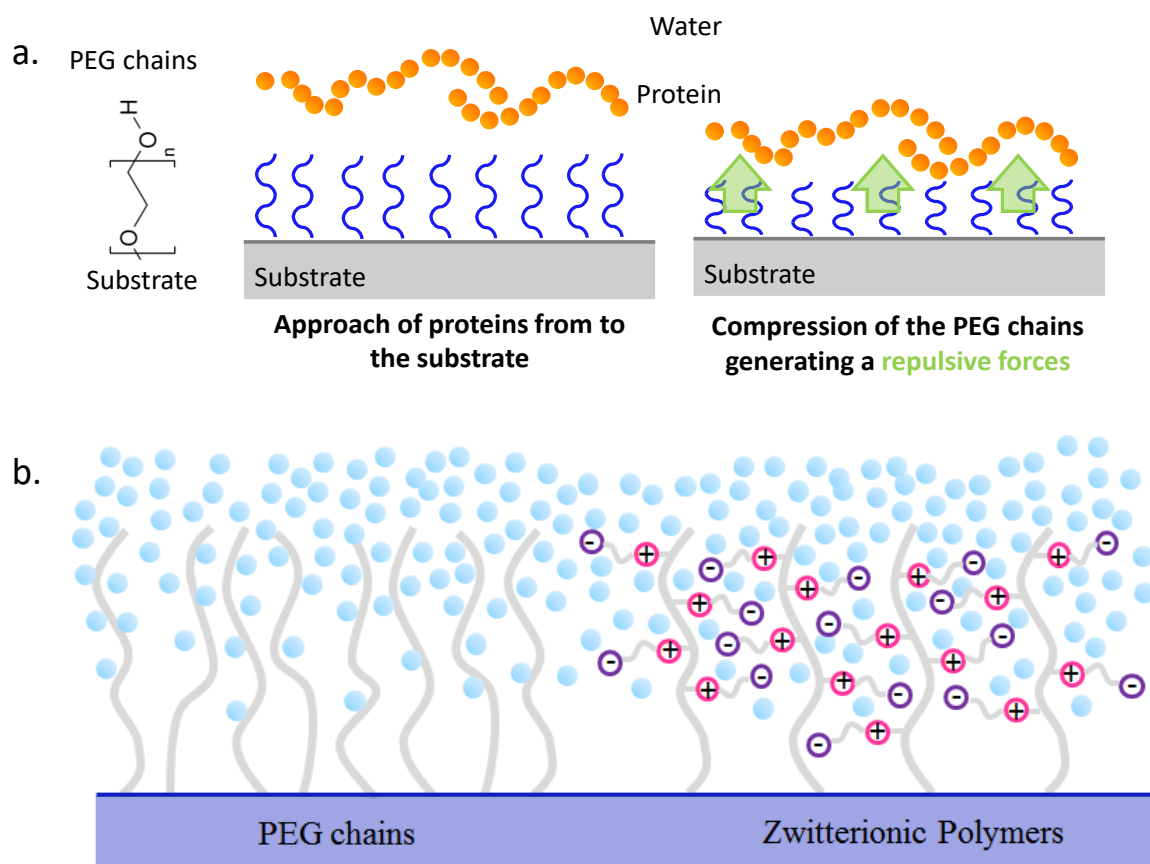 a.
PEG chains
H
O
n
O
Substrate
Water
Protein
Substrate
Approach of proteins from to
the substrate
Substrate
Compression of the PEG chains
generating a repulsive forces
b.
- + - + + - + - + -
+ - - + - + + - + -
- + - + + - + - + -
+ - + - - + - +
PEG chains
Zwitterionic Polymers